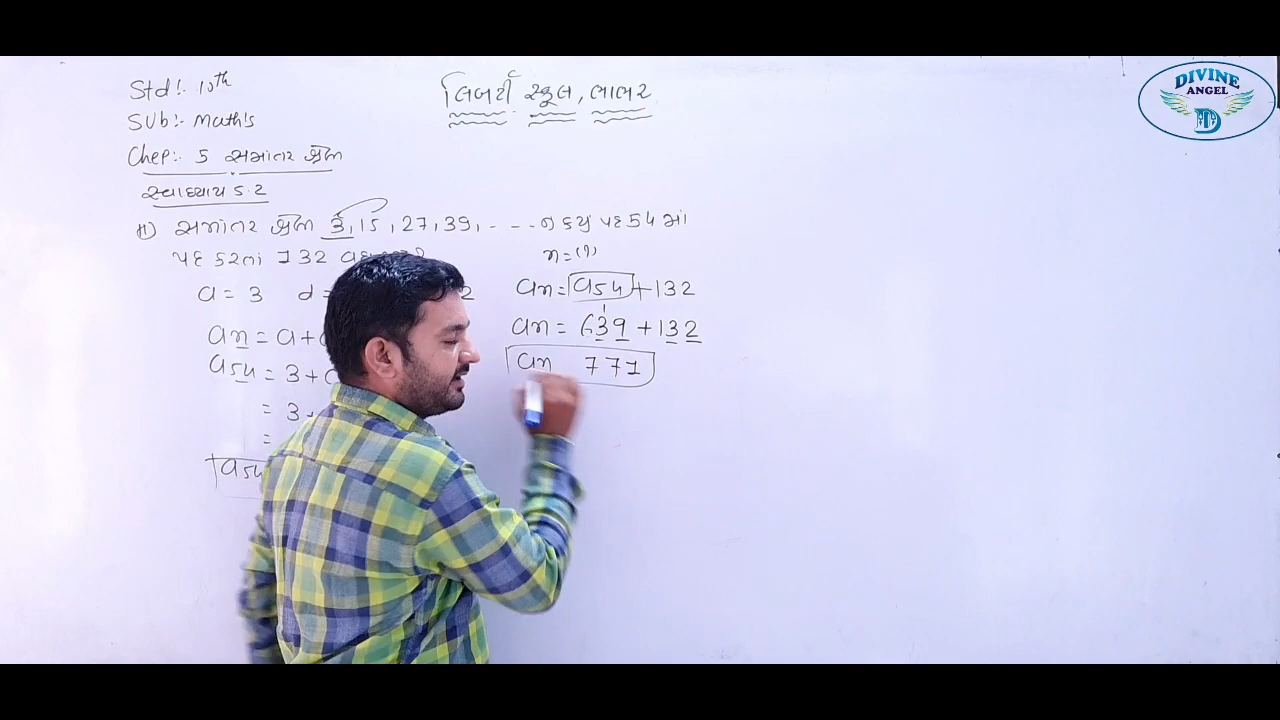 Std:- 10th
Sub:- Maths
Chep:- 5 સમાંતર શ્રેણી
સ્વાધ્યાય 5.2
લિબર્ટી સ્કૂલ, ભાભર
DIVINE
ANGEL
D
11) સમાંતર શ્રેણી 3, 15, 27, 39, - - - . નું કયું પદ 54 માં
પદ કરતાં 132
a = 3 d = 2
an = a +
a54 = 3 +
= 3 +
=
a54
n = (?)
an = a54 + 132
an = 639 + 132
an 771